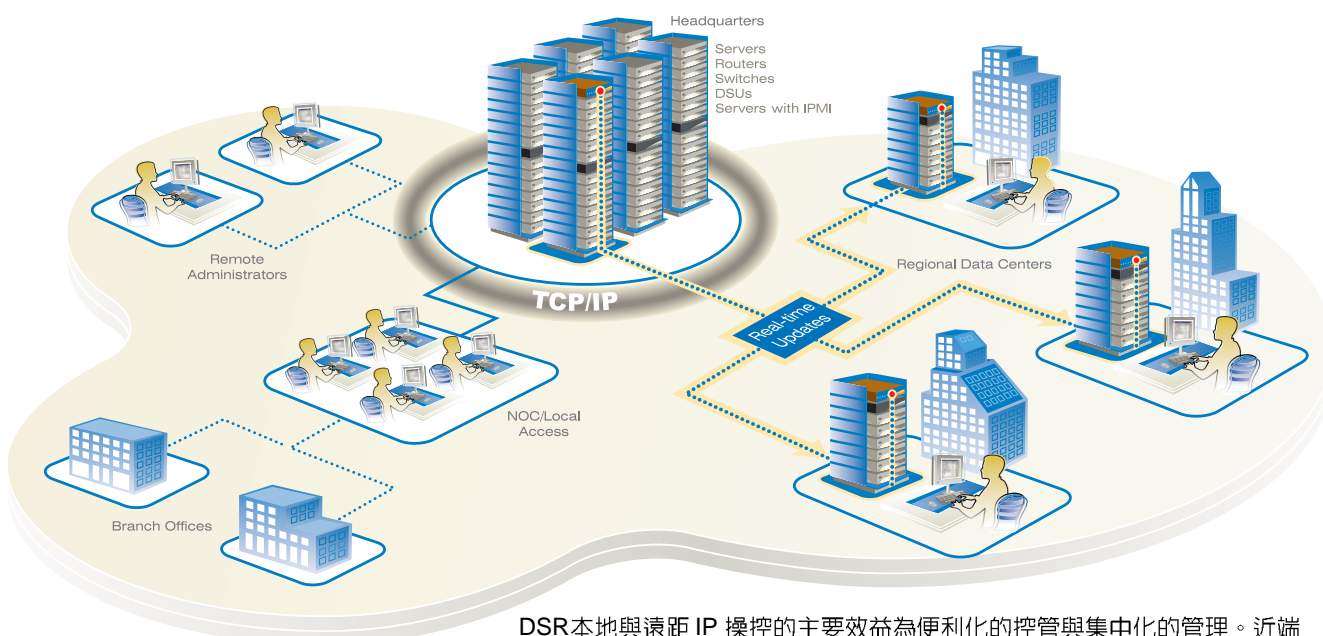 Headquarters
Servers
Routers
Switches
DSUs
Servers with IPMI
Remote
Administrators
Regional Data Centers
TCP/IP
Real-time
Updates
NOC/Local
Access
Branch Offices
DSR本地與遠距 IP 操控的主要效益為便利化的控管與集中化的管理。近端